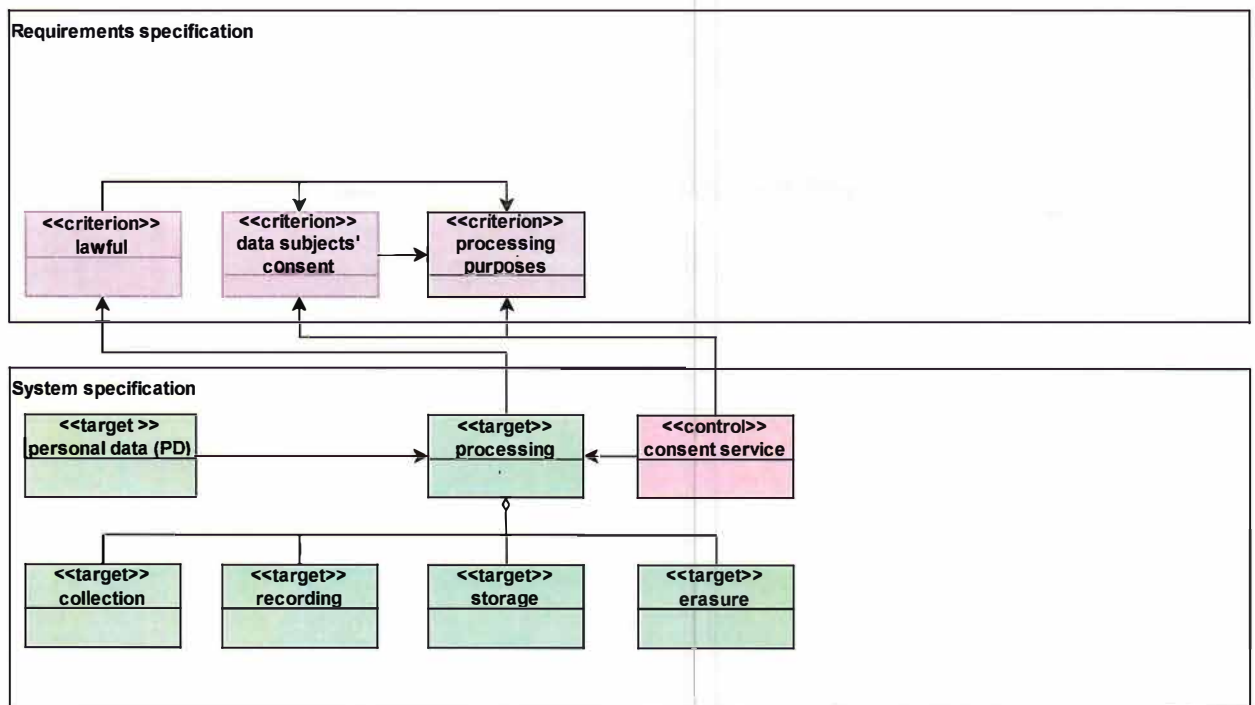 Requirements specification
<<criterion>>
lawful
<<criterion>>
data subjects'
consent
<<criterion>>
processing
purposes
System specification
<<target >>
personal data (PD)
<<target>>
processing
<<control>>
consent service
<<target>>
collection
<<target>>
recording
<<target>>
storage
<<target>>
erasure